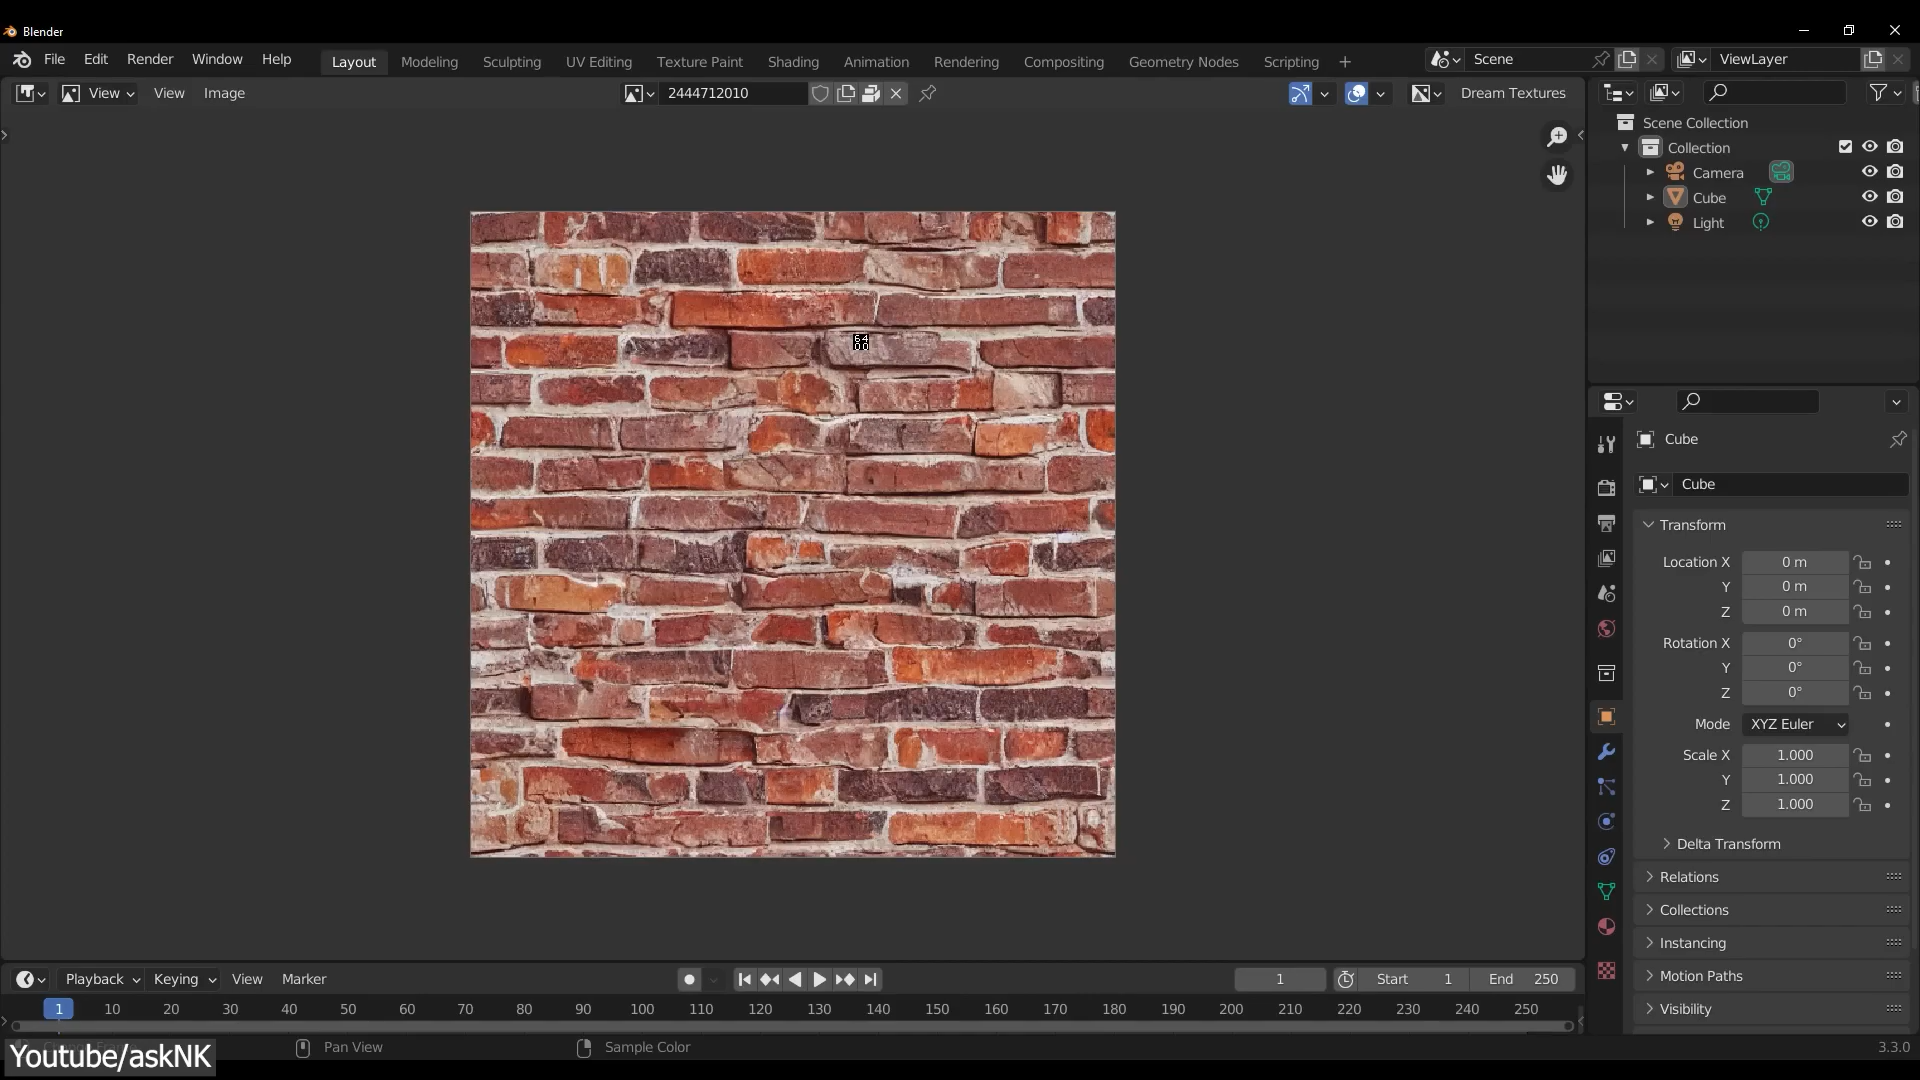 Blender
File Edit Render Window Help Layout Modeling Sculpting UV Editing Texture Paint Shading Animation Rendering Compositing Geometry Nodes Scripting + Scene ViewLayer
View View Image 2444712010 Dream Textures
Scene Collection
Collection
Camera
Cube
Light
64
00
Cube
Cube
Transform
Location X 0 m
Y 0 m
Z 0 m
Rotation X 0°
Y 0°
Z 0°
Mode XYZ Euler
Scale X 1.000
Y 1.000
Z 1.000
Delta Transform
Relations
Collections
Instancing
Motion Paths
Visibility
Playback Keying View Marker 1 Start 1 End 250
1 10 20 30 40 50 60 70 80 90 100 110 120 130 140 150 160 170 180 190 200 210 220 230 240 250
Youtube/askNK Pan View Sample Color 3.3.0